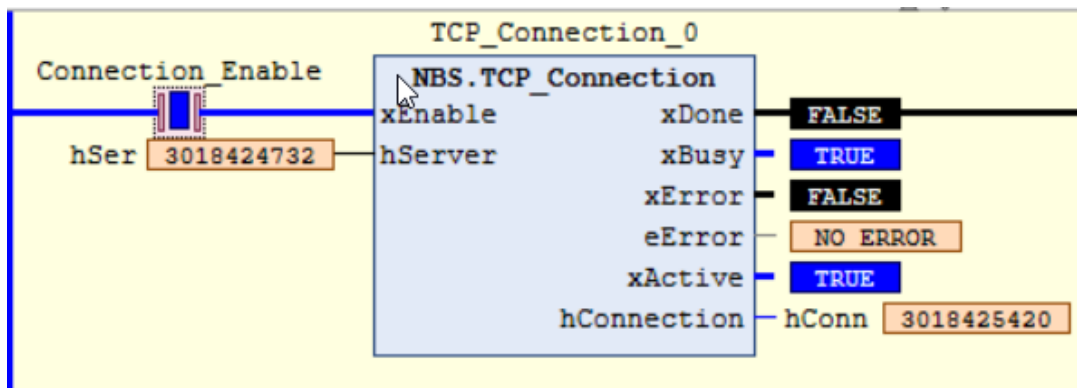 TCP_Connection_0
Connection_Enable
NBS.TCP_Connection
xEnable xDone FALSE
hSer 3018424732 hServer xBusy TRUE
xError FALSE
eError NO ERROR
xActive TRUE
hConnection hConn 3018425420